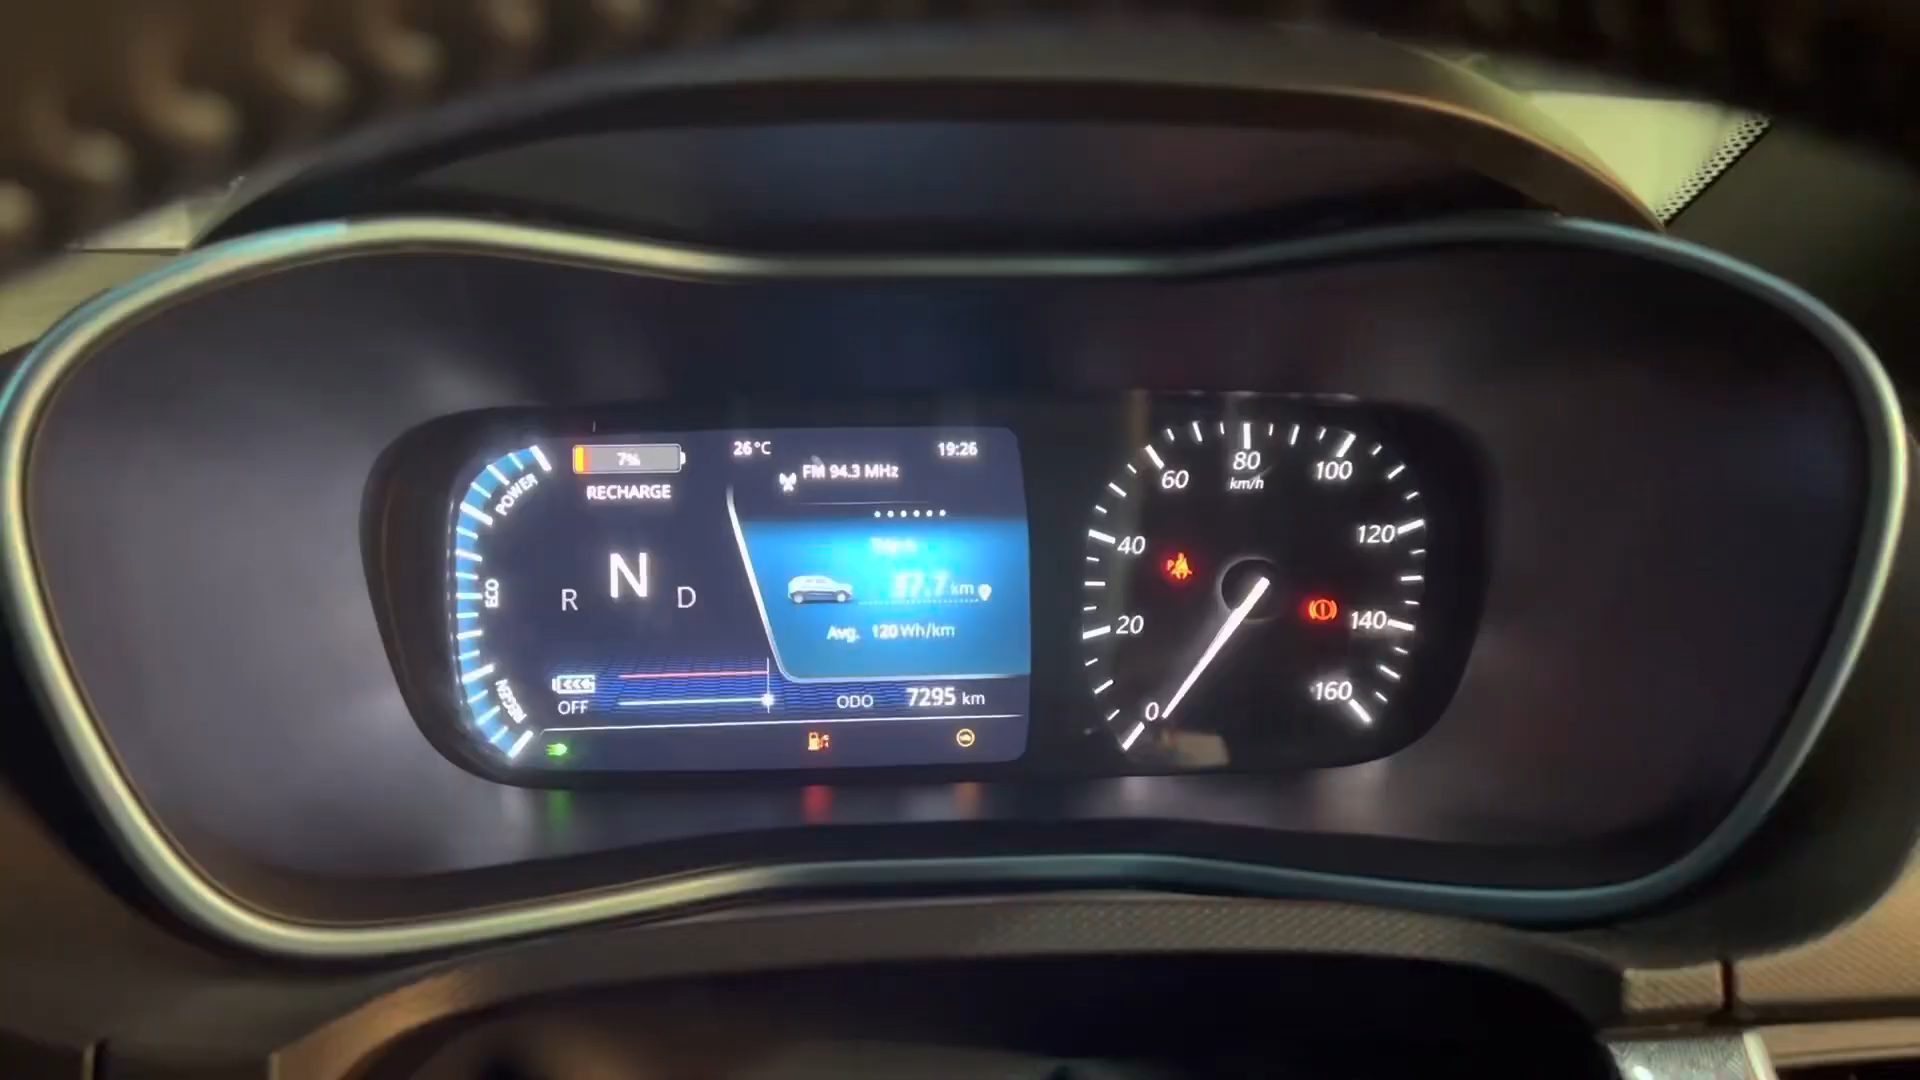 7%
RECHARGE
26°C
19:26
FM 94.3 MHz
POWER
ECO
REGEN
R N D
km
Avg. 120 Wh/km
OFF
ODO 7295 km
0
20
40
60
80
km/h
100
120
140
160
P